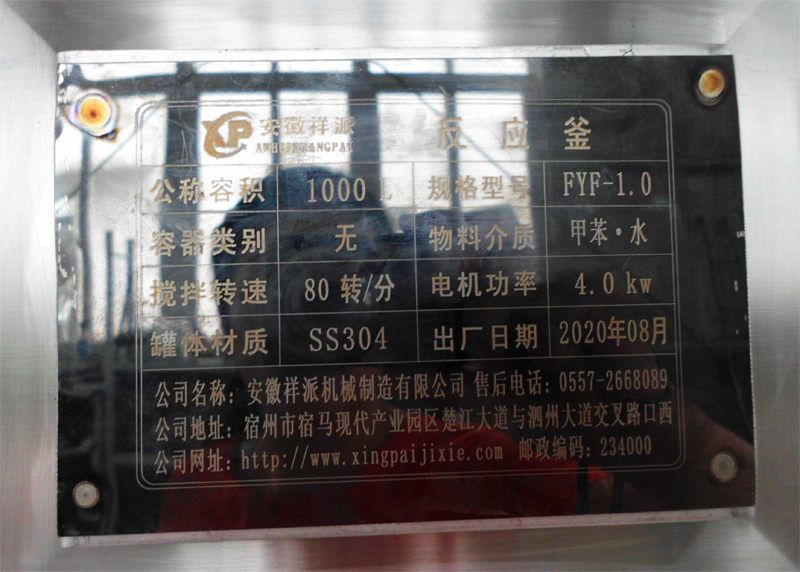 XP 安徽祥派 反应釜
ANHUIXIANGPAI
公称容积 1000 L 规格型号 FYF-1.0
容器类别 无 物料介质 甲苯·水
搅拌转速 80 转/分 电机功率 4.0 kw
罐体材质 SS304 出厂日期 2020年08月
公司名称：安徽祥派机械制造有限公司 售后电话：0557-2668089
公司地址：宿州市宿马现代产业园区楚江大道与泗州大道交叉路口西
公司网址：http://www.xingpaijixie.com 邮政编码：234000